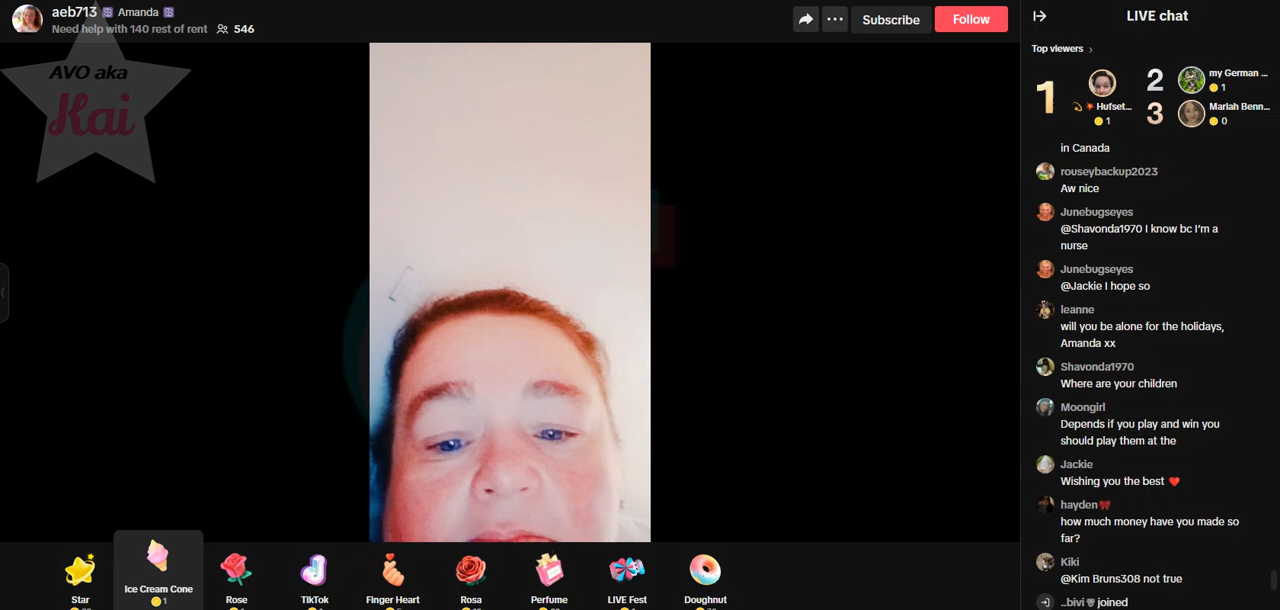 aeb713 Amanda
Need help with 140 rest of rent 546
Subscribe
Follow
AVO aka
Kai
LIVE chat
Top viewers
1
Hufset...
1
2
my German ...
1
3
Mariah Benn...
0
in Canada
rouseybackup2023
Aw nice
Junebugseyes
@Shavonda1970 I know bc I'm a
nurse
Junebugseyes
@Jackie I hope so
leanne
will you be alone for the holidays,
Amanda xx
Shavonda1970
Where are your children
Moongirl
Depends if you play and win you
should play them at the
Jackie
Wishing you the best ❤️
hayden
how much money have you made so
far?
Kiki
@Kim Bruns308 not true
..bivi joined
Star
Ice Cream Cone
1
Rose
TikTok
Finger Heart
Rosa
Perfume
LIVE Fest
Doughnut